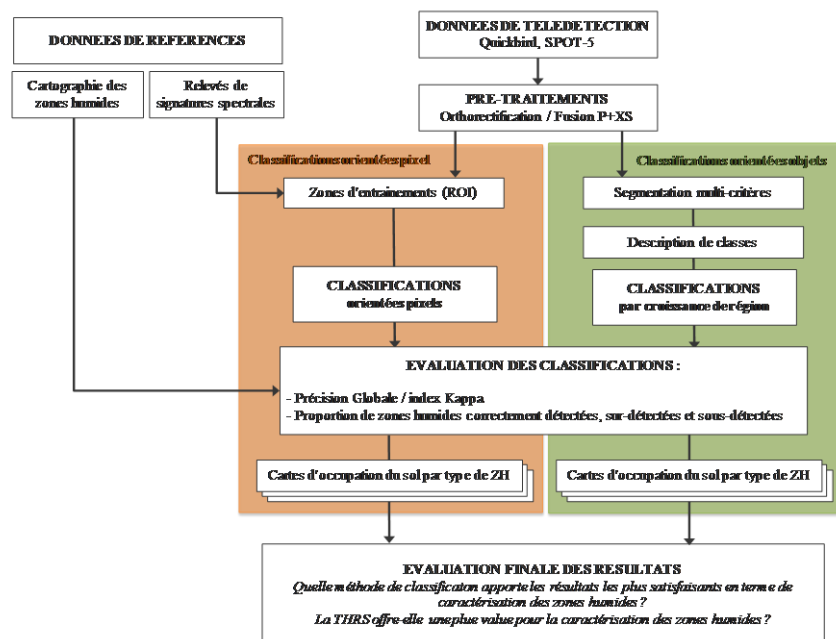 DONNEES DE REFERENCES
DONNEES DE TELEDETECTION
Quickbird, SPOT-5
Cartographie des
zones humides
Relevés de
signatures spectrales
PRE-TRAITEMENTS
Orthorectification / Fusion P+XS
Classifications orientées pixel
Classifications orientées objets
Zones d'entrainements (ROI)
Segmentation multi-critères
Description de classes
CLASSIFICATIONS
orientées pixels
CLASSIFICATIONS
par croissance de région
EVALUATION DES CLASSIFICATIONS :
- Précision Globale / index Kappa
- Proportion de zones humides correctement détectées, sur-détectées et sous-détectées
Cartes d'occupation du sol par type de ZH
Cartes d'occupation du sol par type de ZH
EVALUATION FINALE DES RESULTATS
Quelle méthode de classificaton apporte les résultats les plus satisfaisants en terme de
caractérisation des zones humides ?
La THRS offre-elle une plus value pour la caractérisation des zones humides ?